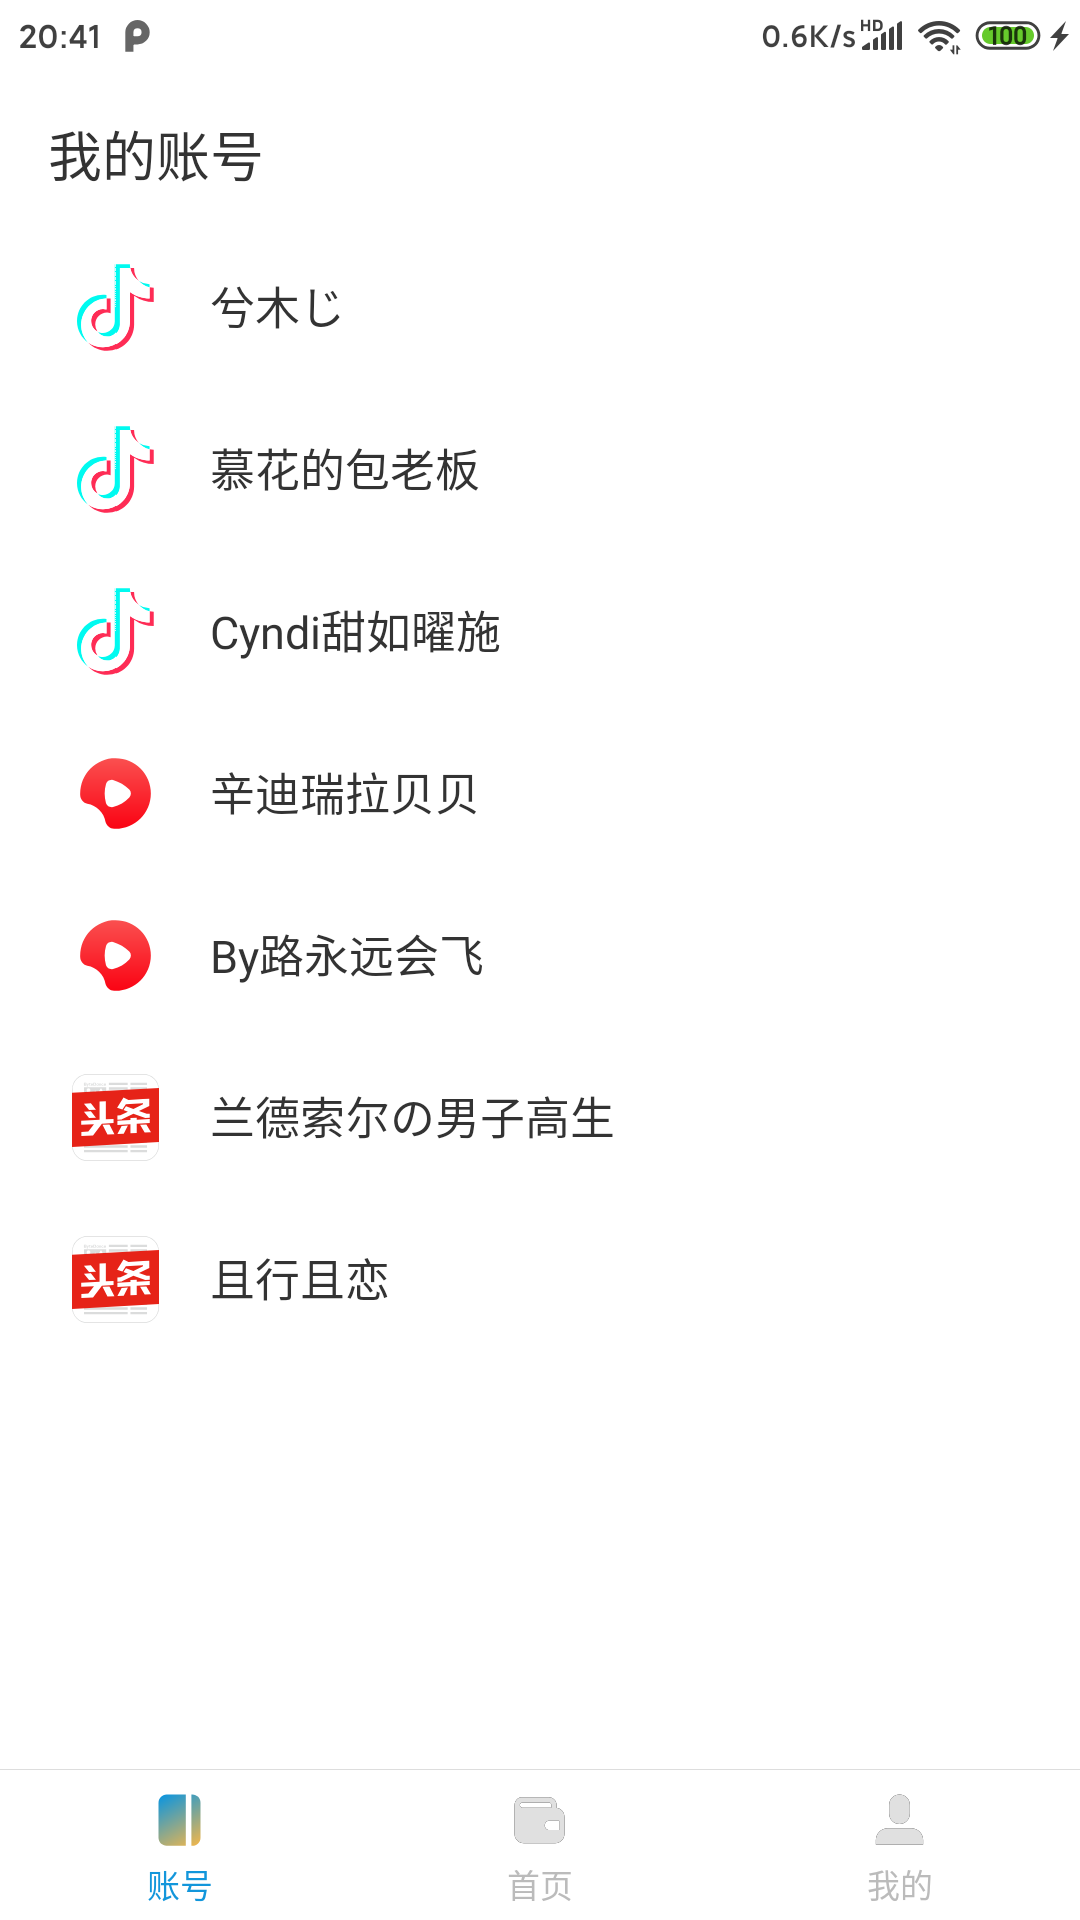 20:41
0.6K/s HD 100
我的账号
兮木じ
慕花的包老板
Cyndi甜如曜施
辛迪瑞拉贝贝
By路永远会飞
头条 兰德索尔の男子高生
头条 且行且恋
账号 首页 我的